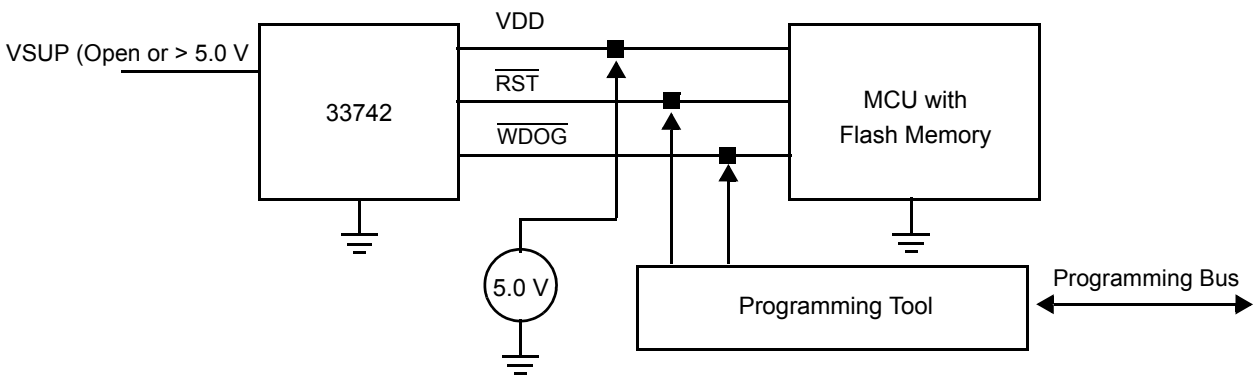 VDD
VSUP (Open or > 5.0 V
RST
33742
MCU with
Flash Memory
WDOG
5.0 V
Programming Tool
Programming Bus